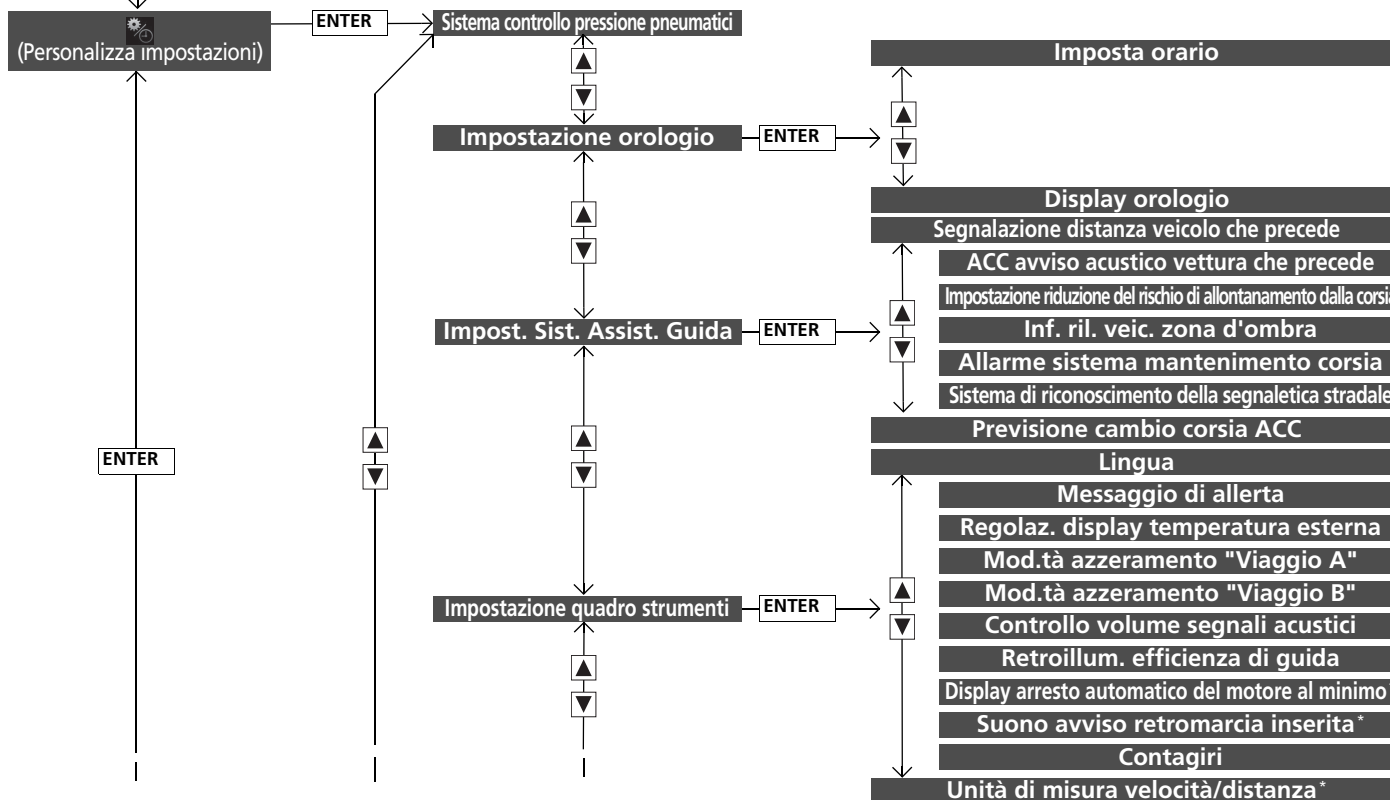 (Personalizza impostazioni)
ENTER
Sistema controllo pressione pneumatici
Imposta orario
Impostazione orologio
ENTER
Display orologio
Segnalazione distanza veicolo che precede
ACC avviso acustico vettura che precede
Impostazione riduzione del rischio di allontanamento dalla corsia
Impost. Sist. Assist. Guida
ENTER
Inf. ril. veic. zona d'ombra
Allarme sistema mantenimento corsia
Sistema di riconoscimento della segnaletica stradale
Previsione cambio corsia ACC
ENTER
Lingua
Messaggio di allerta
Regolaz. display temperatura esterna
Mod.tà azzeramento "Viaggio A"
Mod.tà azzeramento "Viaggio B"
Impostazione quadro strumenti
ENTER
Controllo volume segnali acustici
Retroillum. efficienza di guida
Display arresto automatico del motore al minimo
Suono avviso retromarcia inserita*
Contagiri
Unità di misura velocità/distanza*